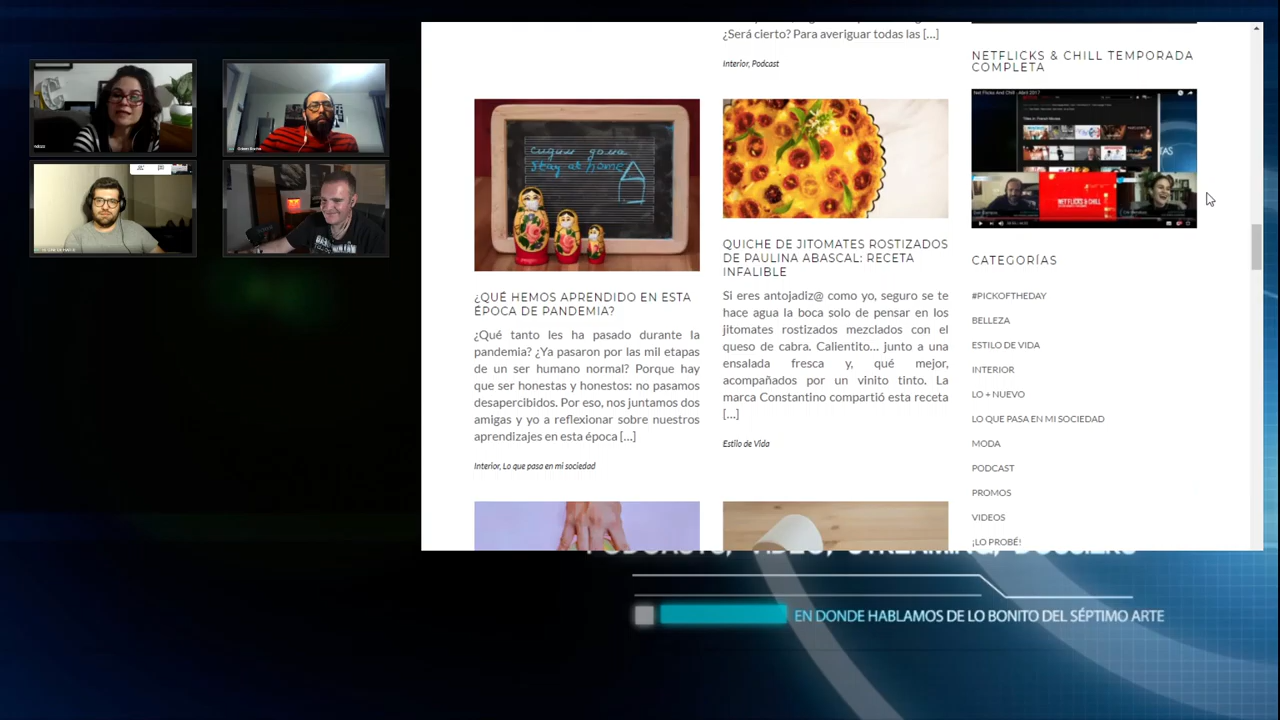 ¿Será cierto? Para averiguar todas las [...]
Interior, Podcast
stay at home
¿QUÉ HEMOS APRENDIDO EN ESTA
ÉPOCA DE PANDEMIA?
¿Qué tanto les ha pasado durante la
pandemia? ¿Ya pasaron por las mil etapas
de un ser humano normal? Porque hay
que ser honestas y honestos: no pasamos
desapercibidos. Por eso, nos juntamos dos
amigas y yo a reflexionar sobre nuestros
aprendizajes en esta época [...]
Interior, Lo que pasa en mi sociedad
QUICHE DE JITOMATES ROSTIZADOS
DE PAULINA ABASCAL: RECETA
INFALIBLE
Si eres antojadiz@ como yo, seguro se te
hace agua la boca solo de pensar en los
jitomates rostizados mezclados con el
queso de cabra. Calientito... junto a una
ensalada fresca y, qué mejor,
acompañados por un vinito tinto. La
marca Constantino compartió esta receta
[...]
Estilo de Vida
NETFLICKS & CHILL TEMPORADA
COMPLETA
NET FLICKS & CHILL
CATEGORÍAS
#PICKOFTHEDAY
BELLEZA
ESTILO DE VIDA
INTERIOR
LO + NUEVO
LO QUE PASA EN MI SOCIEDAD
MODA
PODCAST
PROMOS
VIDEOS
¡LO PROBÉ!
EN DONDE HABLAMOS DE LO BONITO DEL SÉPTIMO ARTE